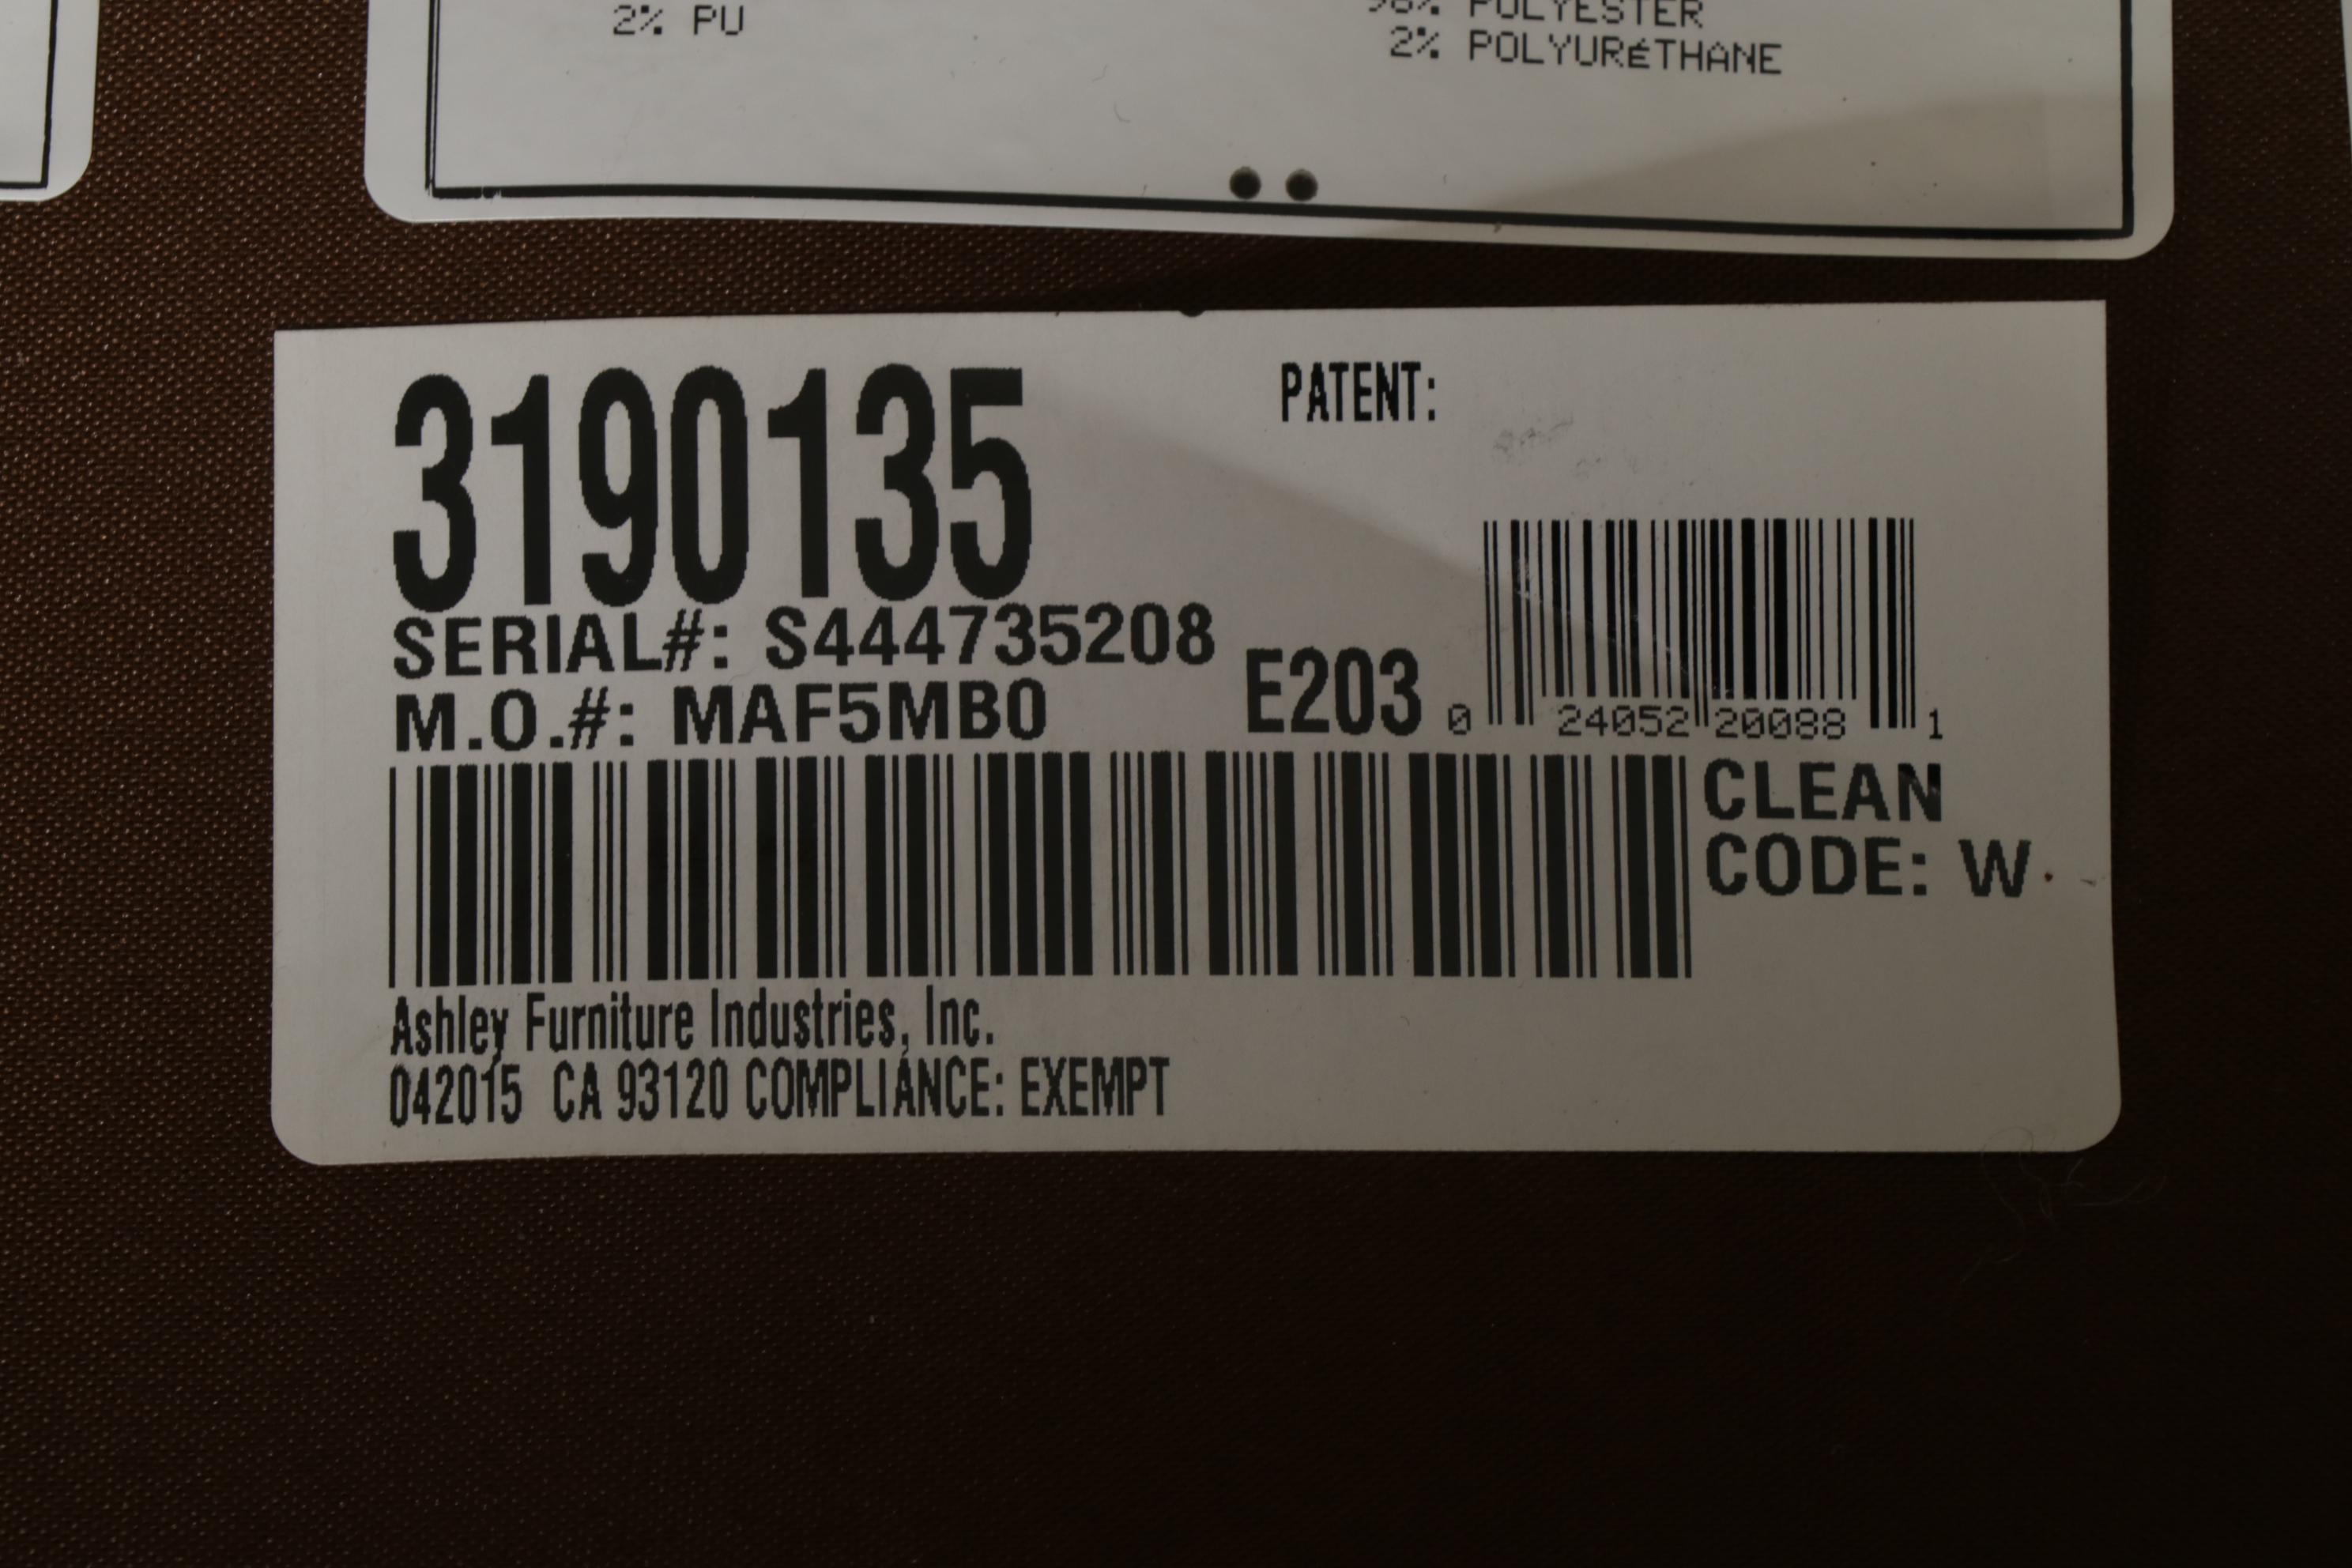 2% PU
98% POLYESTER
2% POLYURÉTHANE
3190135
PATENT:
SERIAL#: S444735208
M.O.#: MAF5MB0
E203
0 24052 20088 1
CLEAN
CODE: W
Ashley Furniture Industries, Inc.
042015 CA 93120 COMPLIANCE: EXEMPT